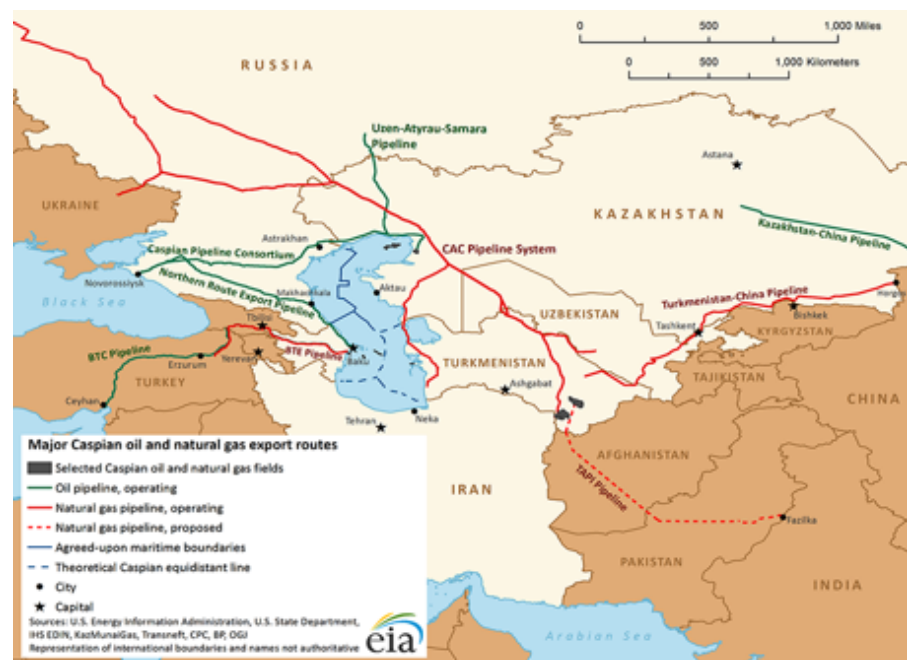 0 500 1,000 Miles
0 500 1,000 Kilometers
RUSSIA
Uzen-Atyrau-Samara
Pipeline
Astana
UKRAINE
KAZAKHSTAN
Kazakhstan-China Pipeline
Astrakhan
CAC Pipeline System
Caspian Pipeline Consortium
Novorossiysk
Northern Route Export Pipeline
Makhachkala
Aktau
Turkmenistan-China Pipeline
Horgos
Black Sea
UZBEKISTAN
Bishkek
Tbilisi
Tashkent
KYRGYZSTAN
BTC Pipeline
BTE Pipeline
Baku
Erzurum
Yerevan
TURKMENISTAN
TURKEY
Ashgabat
TAJIKISTAN
CHINA
Ceyhan
Tehran
Neka
Major Caspian oil and natural gas export routes
Selected Caspian oil and natural gas fields
Oil pipeline, operating
Natural gas pipeline, operating
Natural gas pipeline, proposed
Agreed-upon maritime boundaries
Theoretical Caspian equidistant line
City
Capital
Sources: U.S. Energy Information Administration, U.S. State Department,
IHS EDIN, KazMunaiGas, Transneft, CPC, BP, OGJ
Representation of international boundaries and names not authoritative
eia
AFGHANISTAN
IRAN
TAPI Pipeline
Fazilka
PAKISTAN
INDIA
Arabian Sea